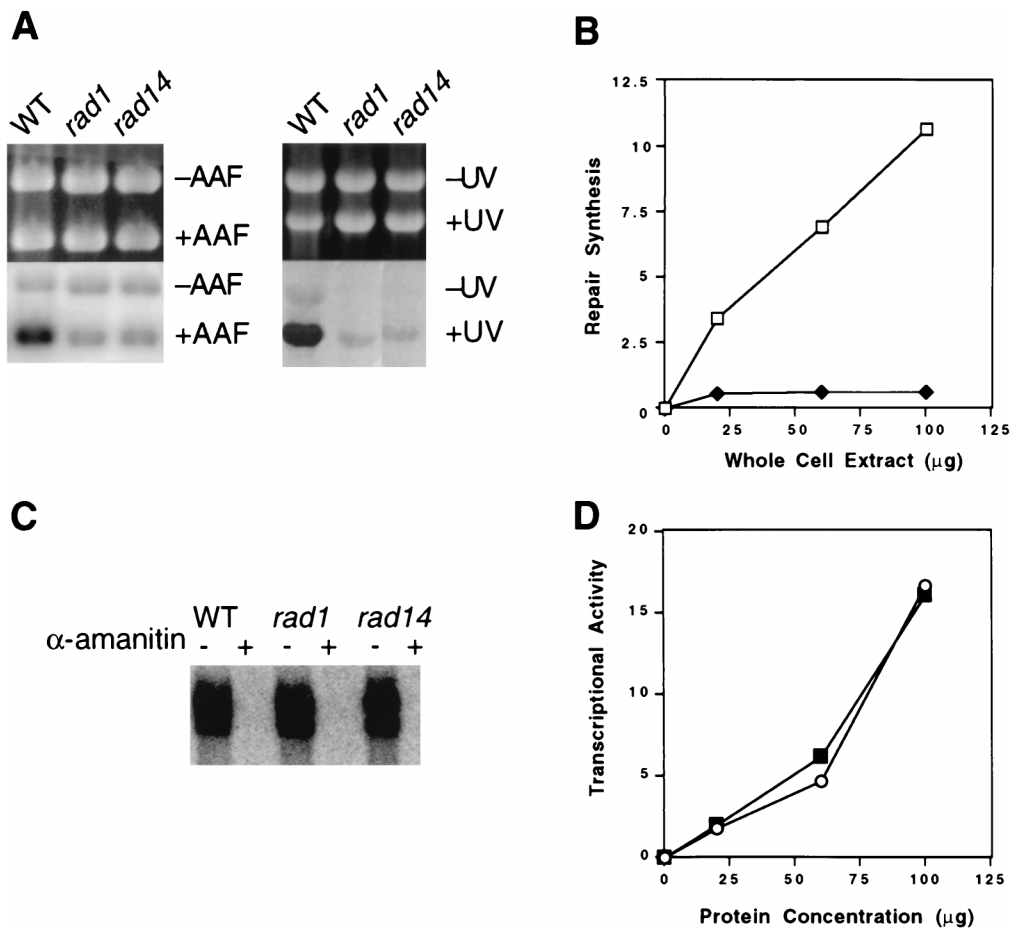 A
WT rad1 rad14
–AAF
+AAF
–AAF
+AAF
WT rad1 rad14
–UV
+UV
–UV
+UV
B
Repair Synthesis
12.5
10
7.5
5
2.5
0
0 25 50 75 100 125
Whole Cell Extract (μg)
C
WT rad1 rad14
α-amanitin - + - + - +
D
Transcriptional Activity
20
15
10
5
0
0 25 50 75 100 125
Protein Concentration (μg)